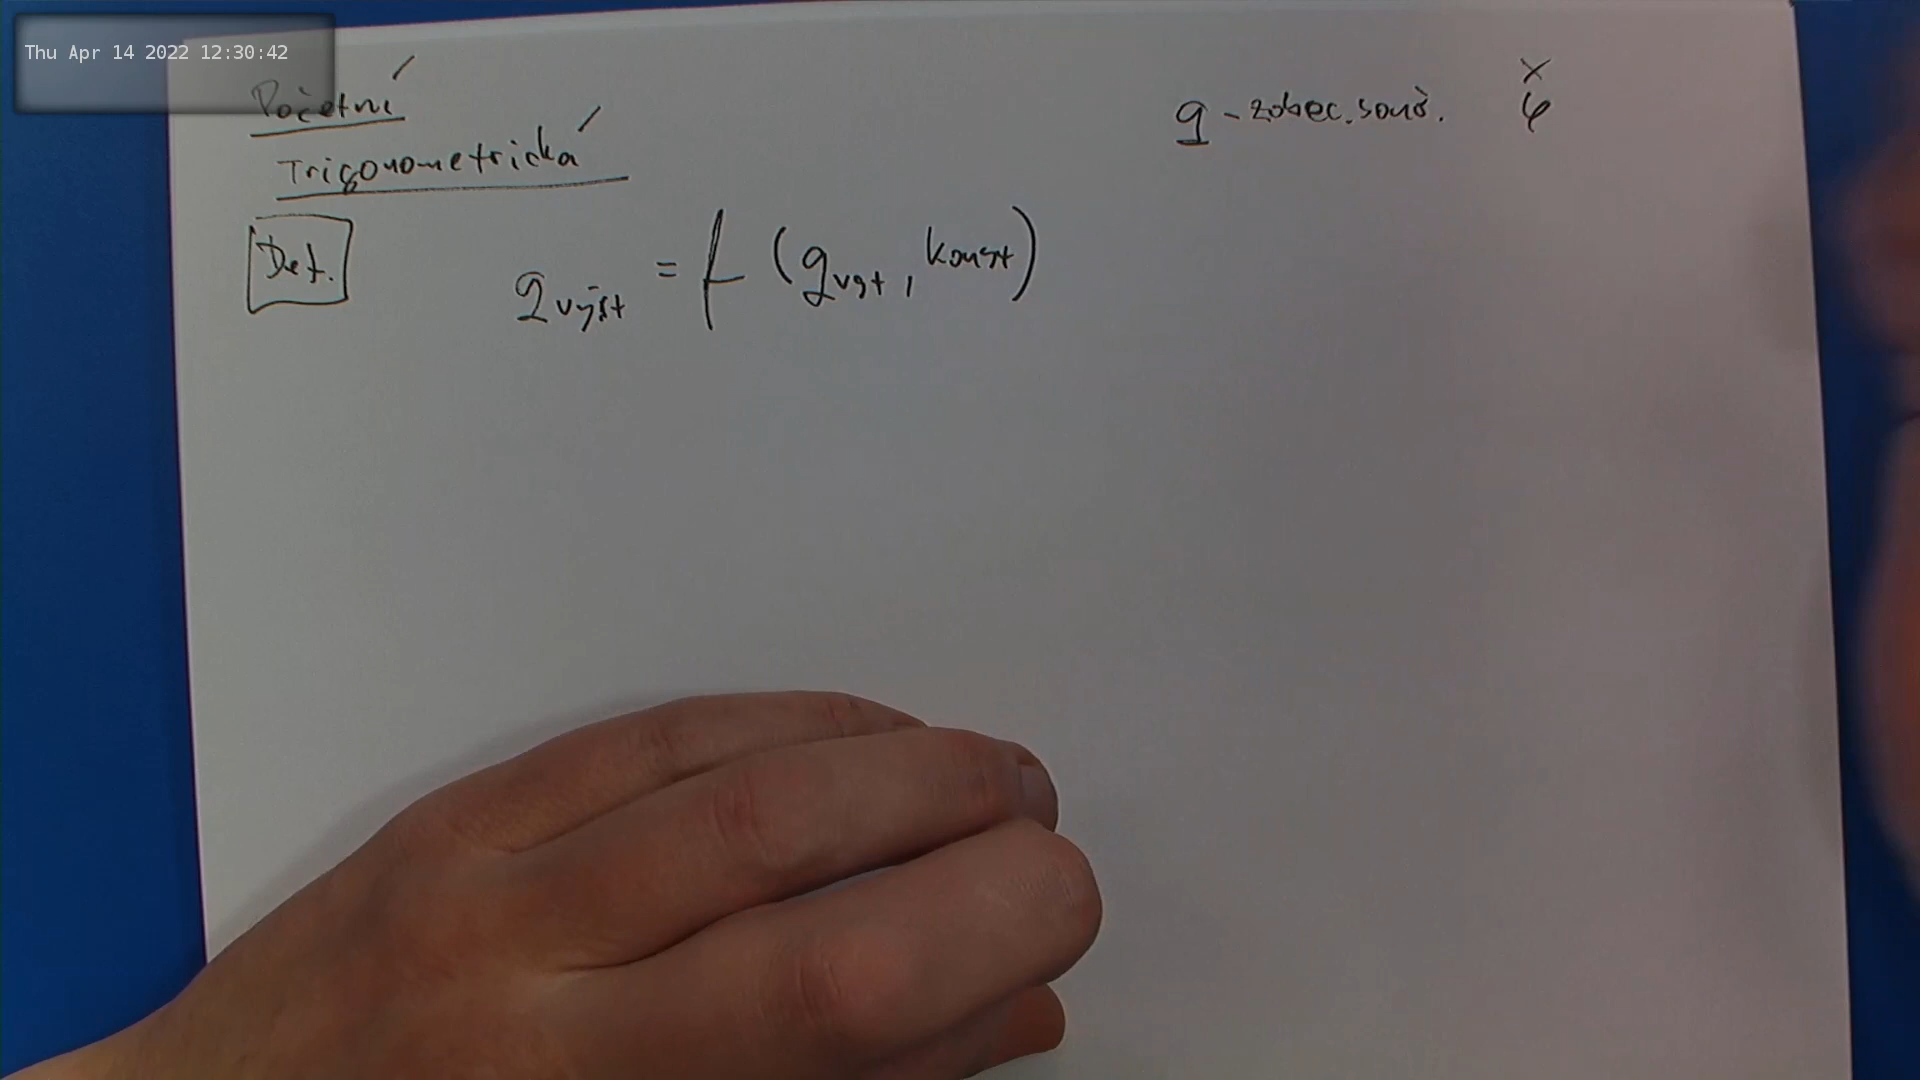 Thu Apr 14 2022 12:30:42
Početní
Trigonometrická
q - zobec. souř. x
φ
Def.
q výst = f (q vst, konst)